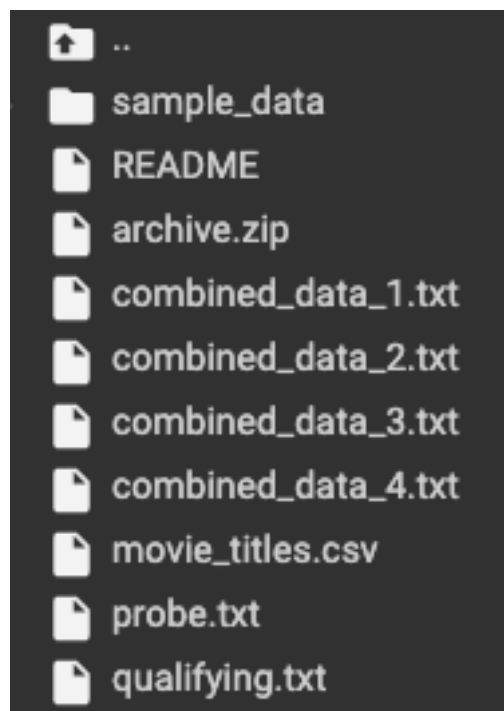 ..
sample_data
README
archive.zip
combined_data_1.txt
combined_data_2.txt
combined_data_3.txt
combined_data_4.txt
movie_titles.csv
probe.txt
qualifying.txt